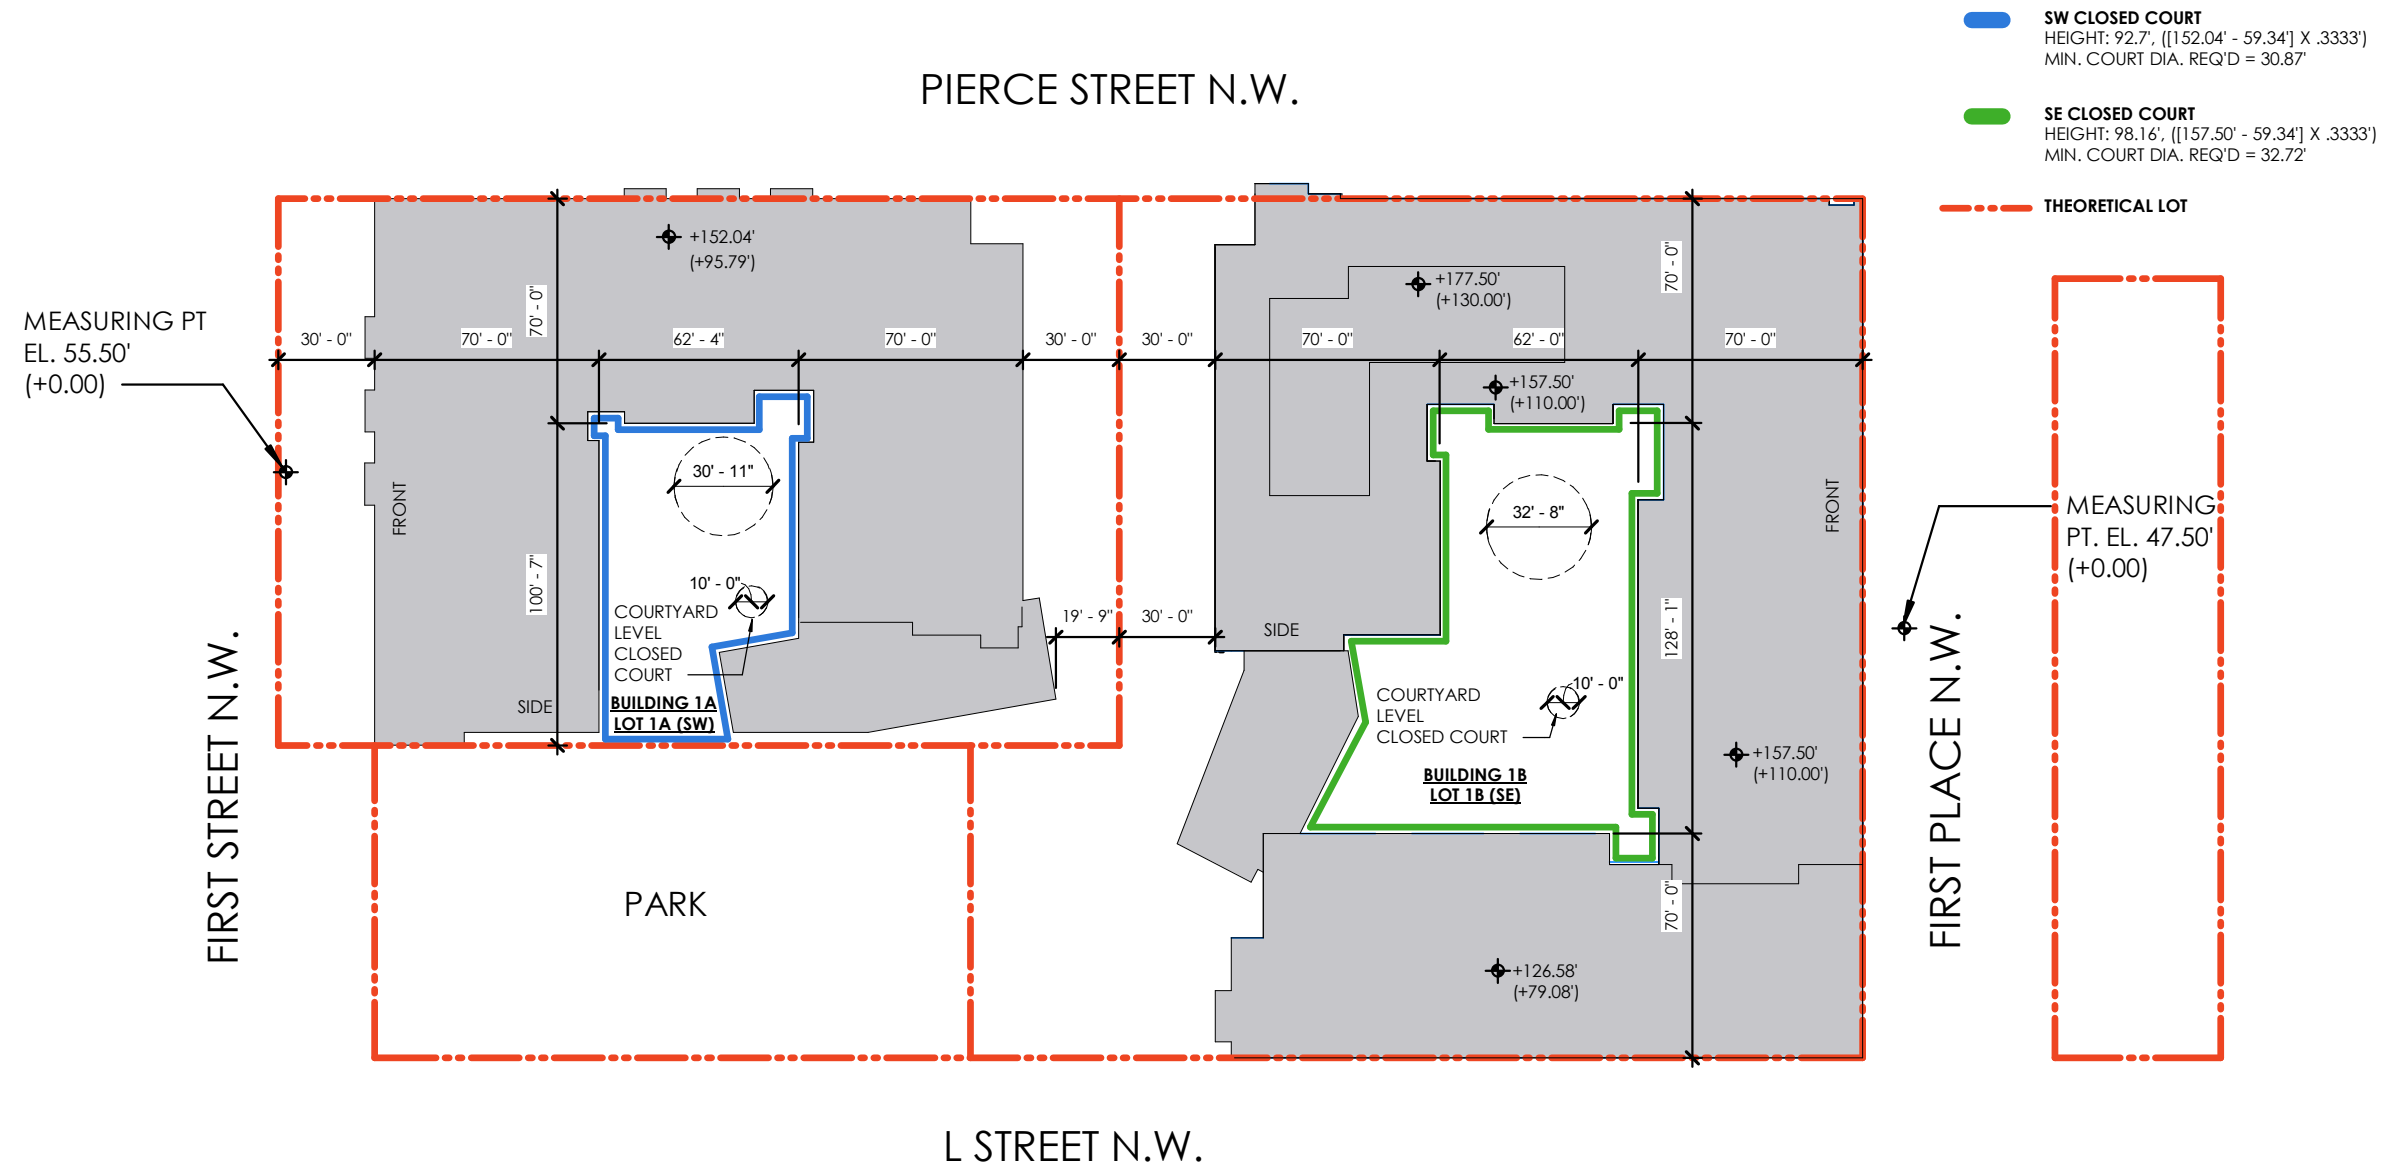 SW CLOSED COURT
HEIGHT: 92.7', ([152.04' - 59.34'] X .3333')
MIN. COURT DIA. REQ'D = 30.87'
SE CLOSED COURT
HEIGHT: 98.16', ([157.50' - 59.34'] X .3333')
MIN. COURT DIA. REQ'D = 32.72'
THEORETICAL LOT
PIERCE STREET N.W.
MEASURING PT
EL. 55.50'
(+0.00)
+152.04'
(+95.79')
70' - 0"
30' - 0"
70' - 0"
62' - 4"
70' - 0"
30' - 0"
30' - 0"
70' - 0"
62' - 0"
70' - 0"
+177.50'
(+130.00')
70' - 0"
+157.50'
(+110.00')
FRONT
30' - 11"
100' - 7"
10' - 0"
COURTYARD
LEVEL
CLOSED
COURT
SIDE
BUILDING 1A
LOT 1A (SW)
19' - 9"
30' - 0"
SIDE
32' - 8"
FRONT
128' - 1"
10' - 0"
COURTYARD
LEVEL
CLOSED COURT
BUILDING 1B
LOT 1B (SE)
+157.50'
(+110.00')
70' - 0"
+126.58'
(+79.08')
MEASURING
PT. EL. 47.50'
(+0.00)
FIRST STREET N.W.
PARK
FIRST PLACE N.W.
L STREET N.W.